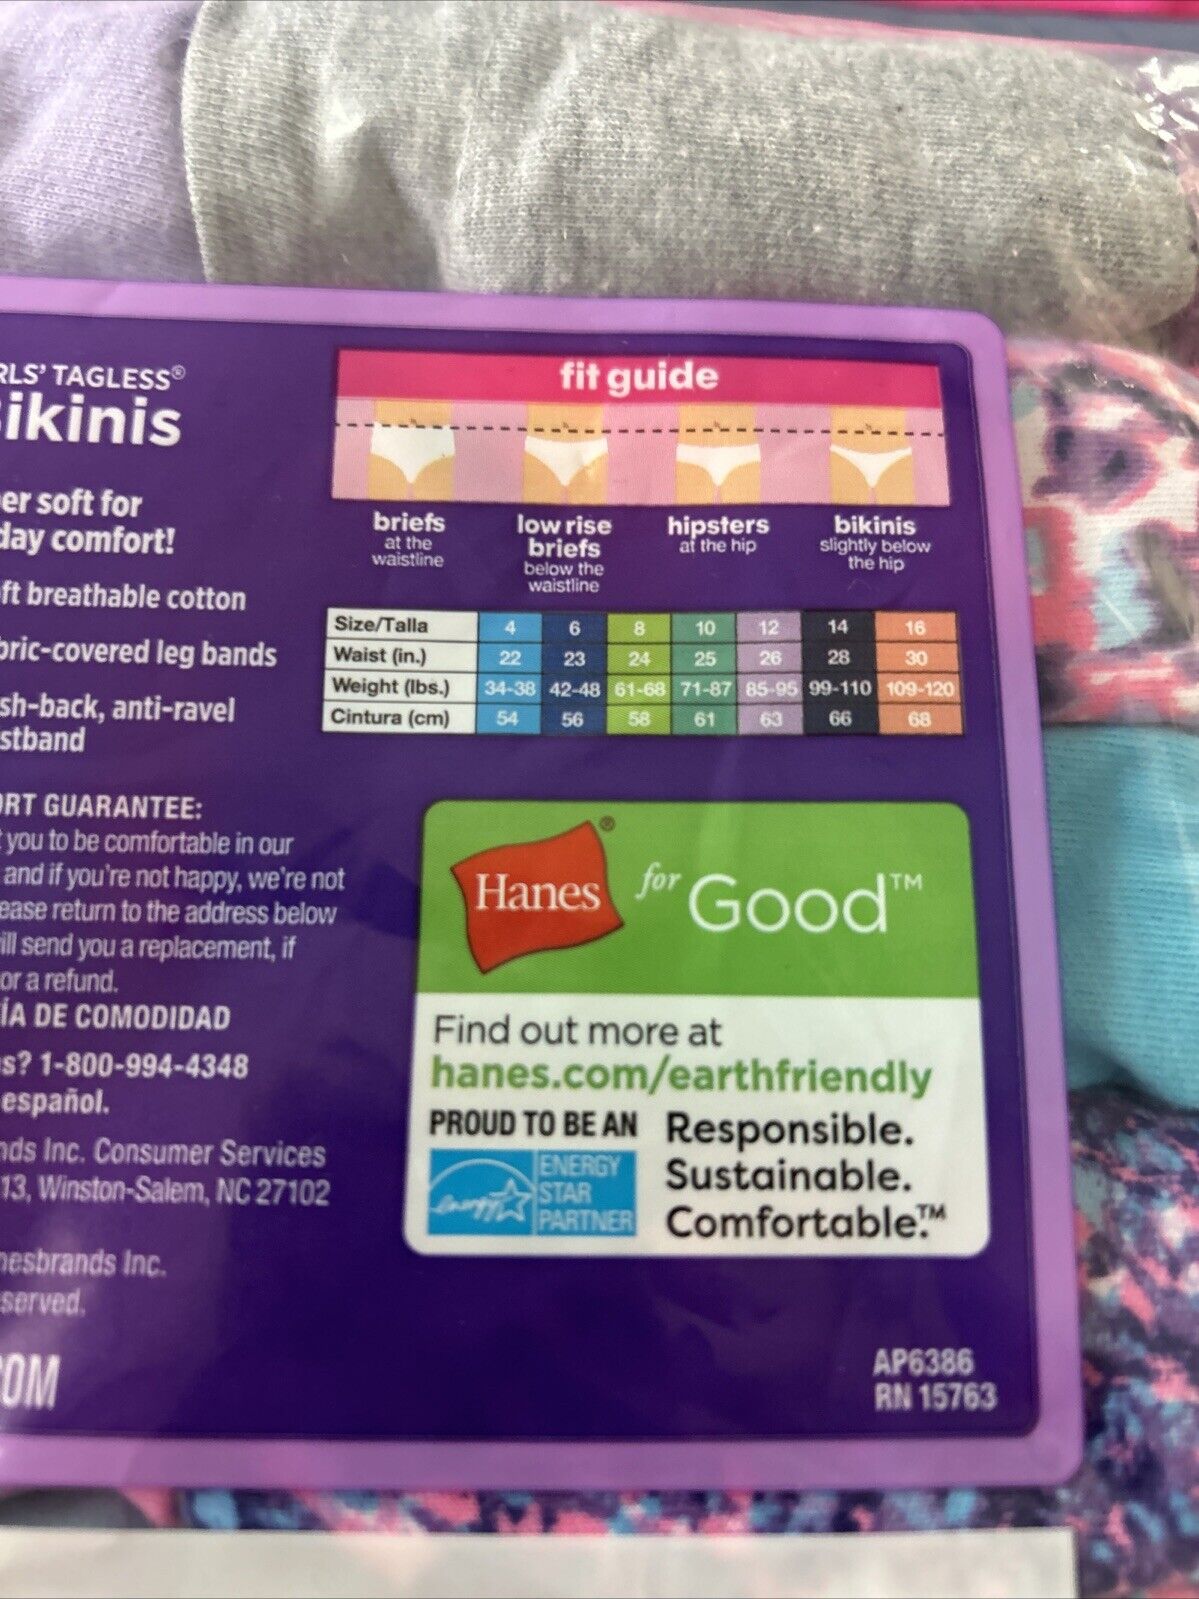 RLS' TAGLESS®
ikinis
er soft for
day comfort!
ft breathable cotton
bric-covered leg bands
sh-back, anti-ravel
stband
ORT GUARANTEE:
you to be comfortable in our
and if you're not happy, we're not
ease return to the address below
ill send you a replacement, if
or a refund.
ÍA DE COMODIDAD
s? 1-800-994-4348
español.
nds Inc. Consumer Services
13, Winston-Salem, NC 27102
nesbrands Inc.
served.
COM
fit guide
briefs
at the
waistline
low rise
briefs
below the
waistline
hipsters
at the hip
bikinis
slightly below
the hip
Size/Talla 4 6 8 10 12 14 16
Waist (in.) 22 23 24 25 26 28 30
Weight (lbs.) 34-38 42-48 61-68 71-87 85-95 99-110 109-120
Cintura (cm) 54 56 58 61 63 66 68
Hanes® for Good™
Find out more at
hanes.com/earthfriendly
PROUD TO BE AN
energy
ENERGY
STAR
PARTNER
Responsible.
Sustainable.
Comfortable.™
AP6386
RN 15763